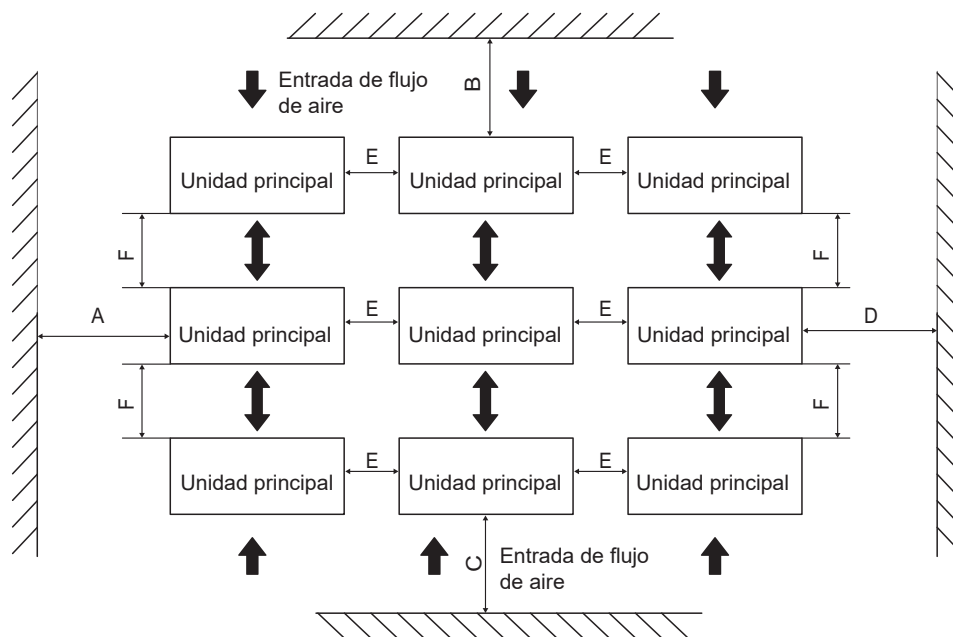 Entrada de flujo
de aire
B
E
E
Unidad principal
Unidad principal
Unidad principal
F
F
A
E
E
D
Unidad principal
Unidad principal
Unidad principal
F
F
E
E
Unidad principal
Unidad principal
Unidad principal
C
Entrada de flujo
de aire